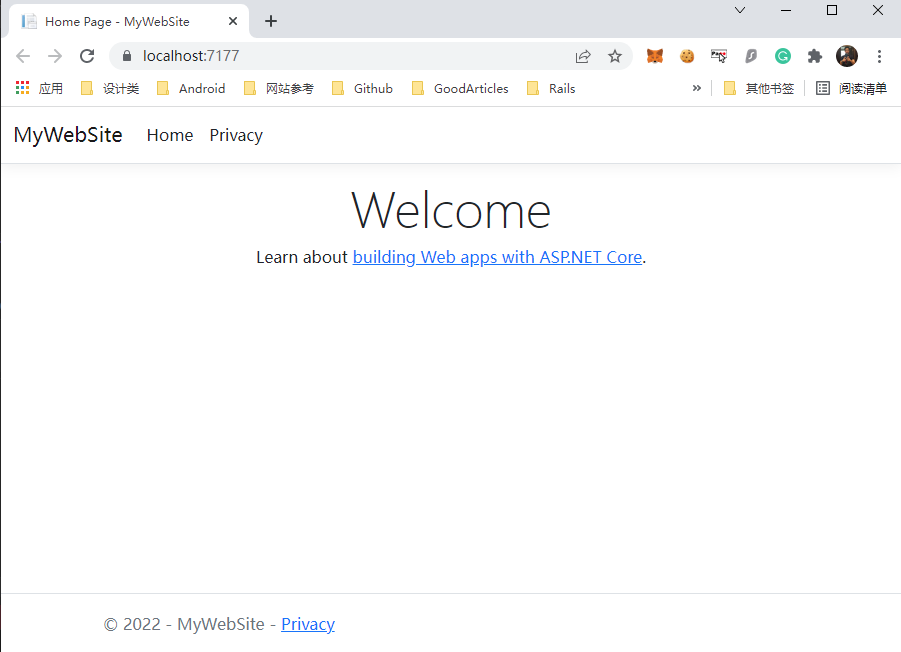 Home Page - MyWebSite
localhost:7177
应用 设计类 Android 网站参考 Github GoodArticles Rails » 其他书签 阅读清单
MyWebSite Home Privacy
Welcome
Learn about building Web apps with ASP.NET Core.
© 2022 - MyWebSite - Privacy